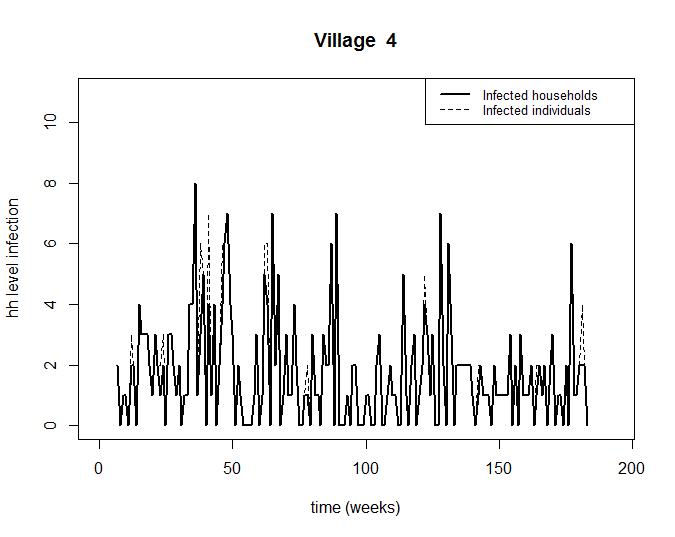 Village 4
Infected households
Infected individuals
hh level infection
0
2
4
6
8
10
0
50
100
150
200
time (weeks)